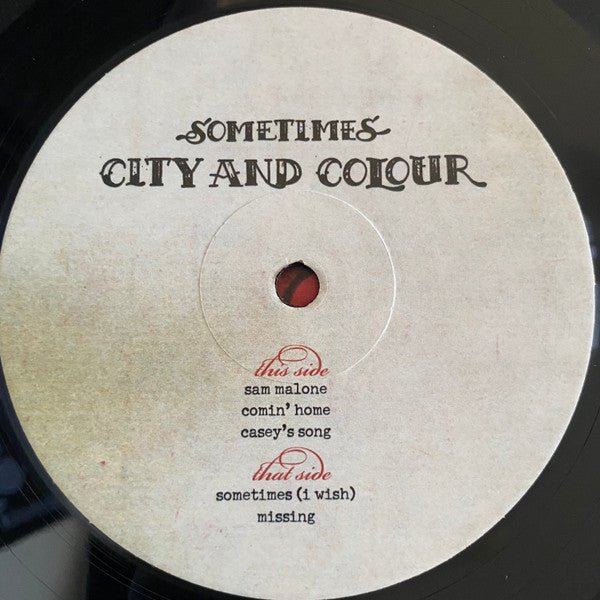 SOMETIMES
CITY AND COLOUR
this side
sam malone
comin' home
casey's song
that side
sometimes (i wish)
missing